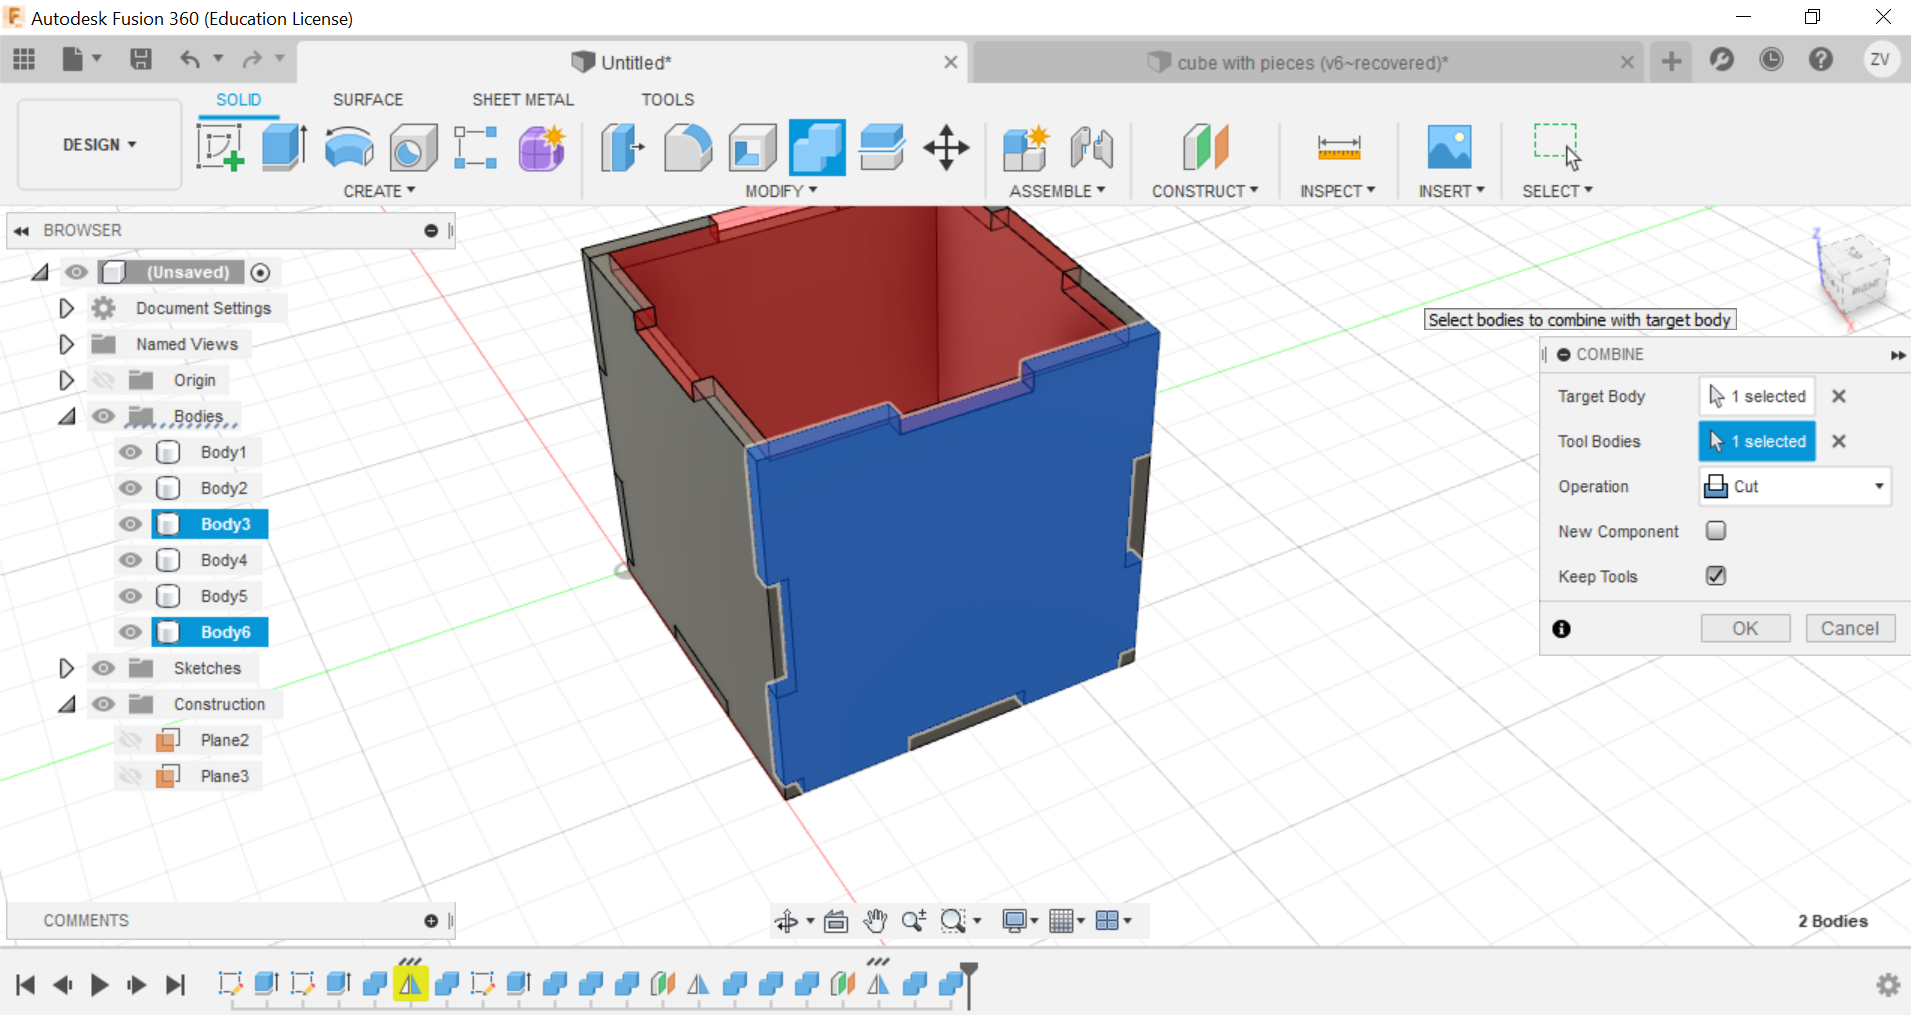 Autodesk Fusion 360 (Education License)
Untitled*
cube with pieces (v6~recovered)*
ZV
SOLID
SURFACE
SHEET METAL
TOOLS
DESIGN
CREATE
MODIFY
ASSEMBLE
CONSTRUCT
INSPECT
INSERT
SELECT
BROWSER
(Unsaved)
Document Settings
Named Views
Origin
Bodies
Body1
Body2
Body3
Body4
Body5
Body6
Sketches
Construction
Plane2
Plane3
Z
RIGHT
Select bodies to combine with target body
COMBINE
Target Body
1 selected
Tool Bodies
1 selected
Operation
Cut
New Component
Keep Tools
OK
Cancel
COMMENTS
2 Bodies